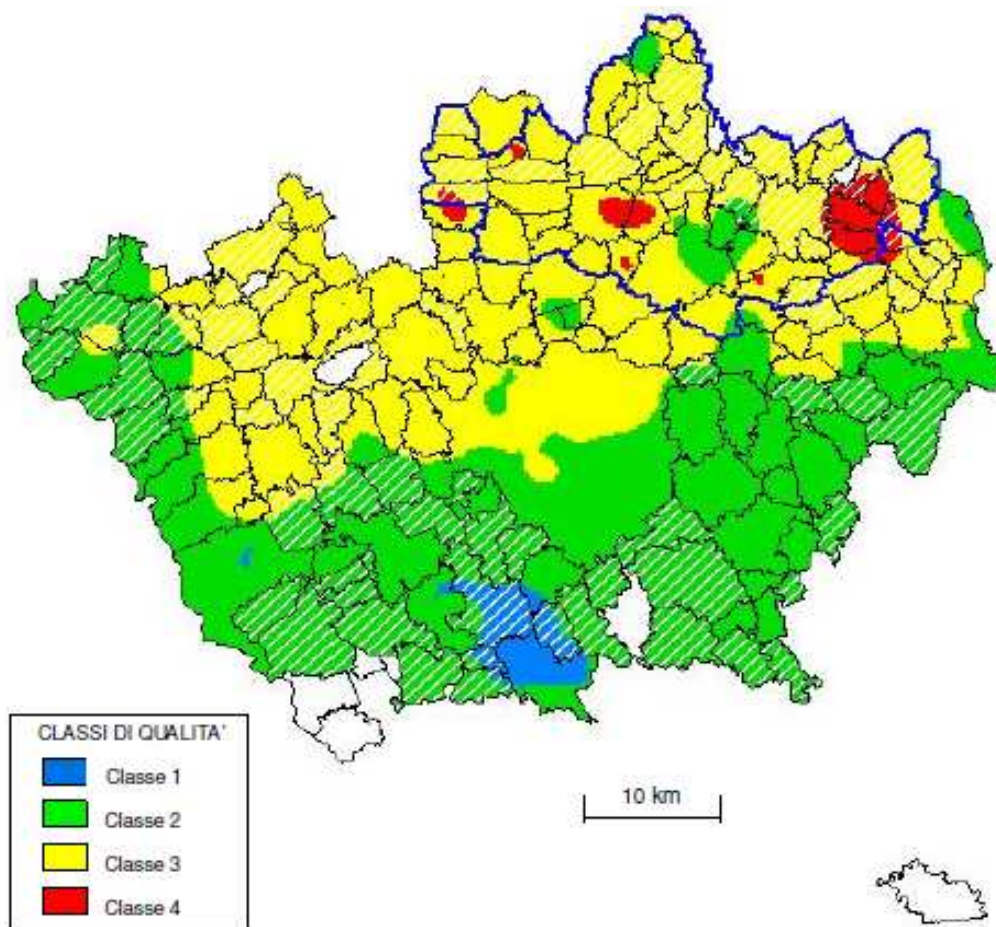 CLASSI DI QUALITA'
Classe 1
Classe 2
Classe 3
Classe 4
10 km